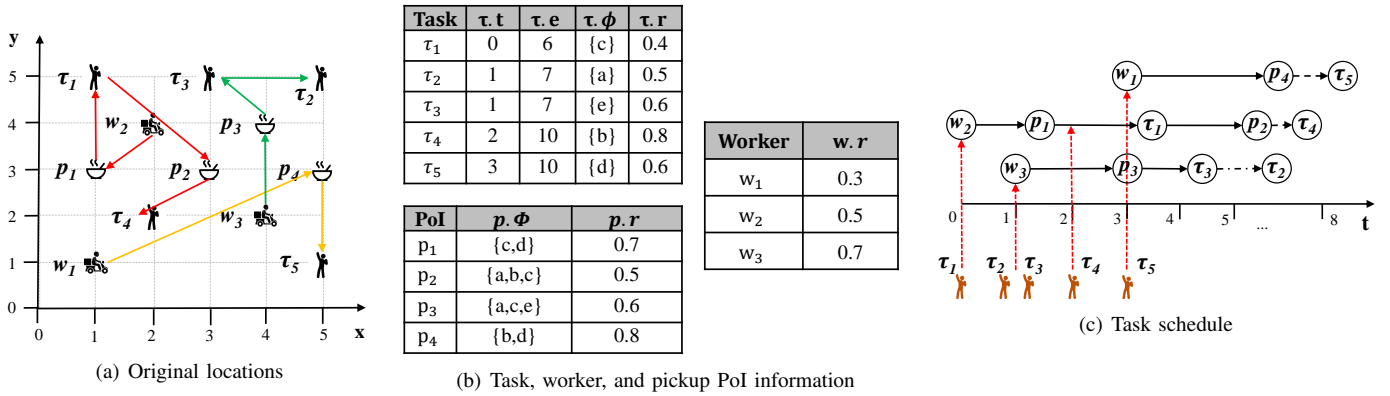 y
5
4
3
2
1
0
τ1
τ3
τ2
w2
p3
p1
p2
p4
τ4
w3
w1
τ5
0 1 2 3 4 5
x
(a) Original locations
Task τ.t τ.e τ.ϕ τ.r
τ1 0 6 {c} 0.4
τ2 1 7 {a} 0.5
τ3 1 7 {e} 0.6
τ4 2 10 {b} 0.8
τ5 3 10 {d} 0.6
PoI p.Φ p.r
p1 {c,d} 0.7
p2 {a,b,c} 0.5
p3 {a,c,e} 0.6
p4 {b,d} 0.8
Worker w.r
w1 0.3
w2 0.5
w3 0.7
(b) Task, worker, and pickup PoI information
w1 p4 τ5
w2 p1 τ1 p2 τ4
w3 p3 τ3 τ2
0 1 2 3 4 5 ... 8 t
τ1 τ2 τ3 τ4 τ5
(c) Task schedule